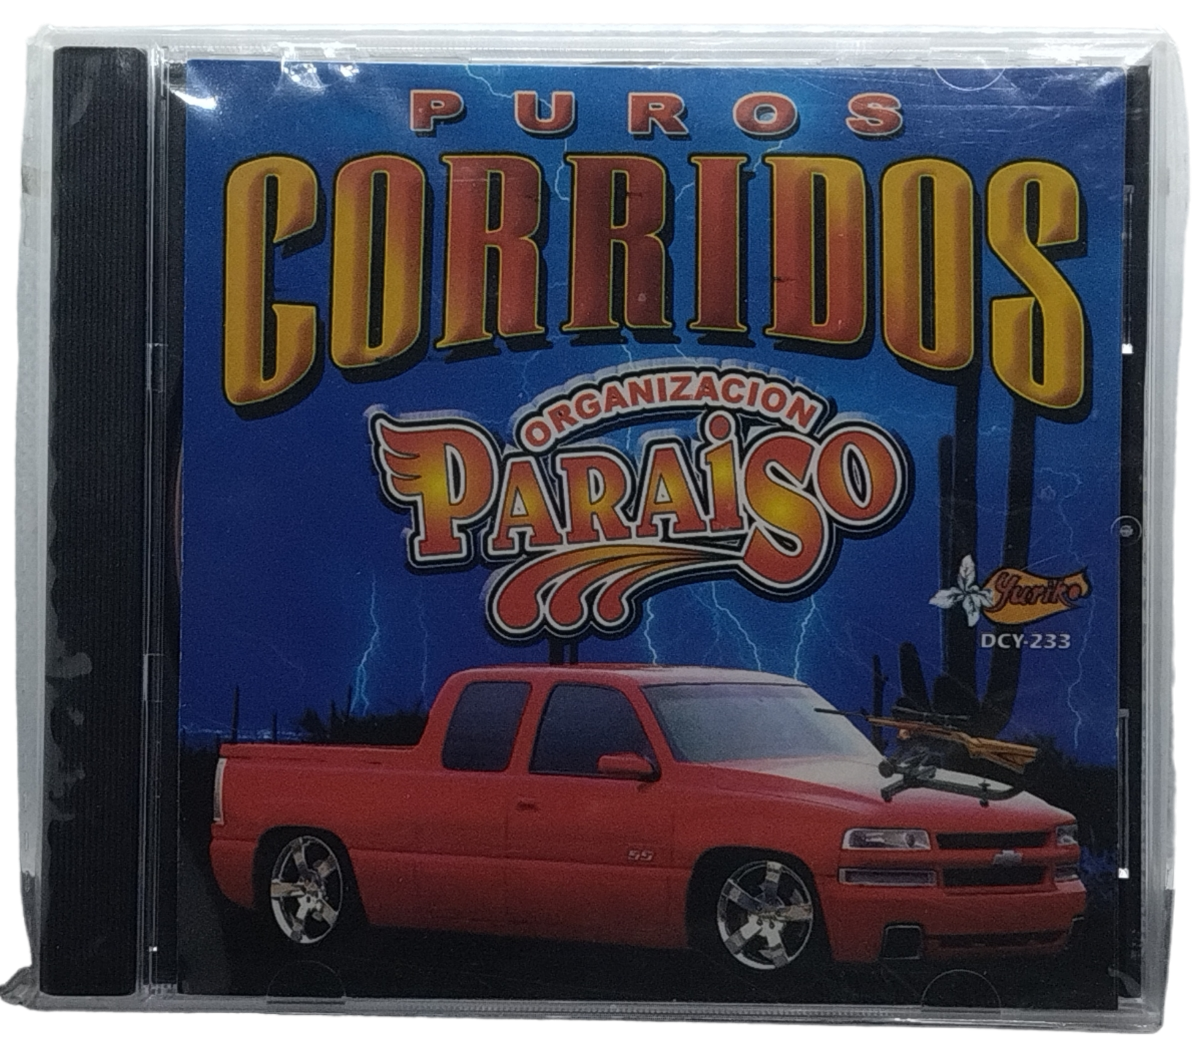 PUROS
CORRIDOS
ORGANIZACION
PARAiSO
Yuriko
DCY-233
SS